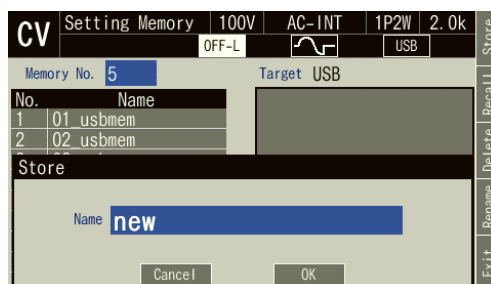 CV Setting Memory 100V AC-INT 1P2W 2.0k
OFF-L USB
Memory No. 5 Target USB
No. Name
1 01_usbmem
2 02_usbmem
Store
Name new
Cancel OK
Store
Recall
Delete
Rename
Exit